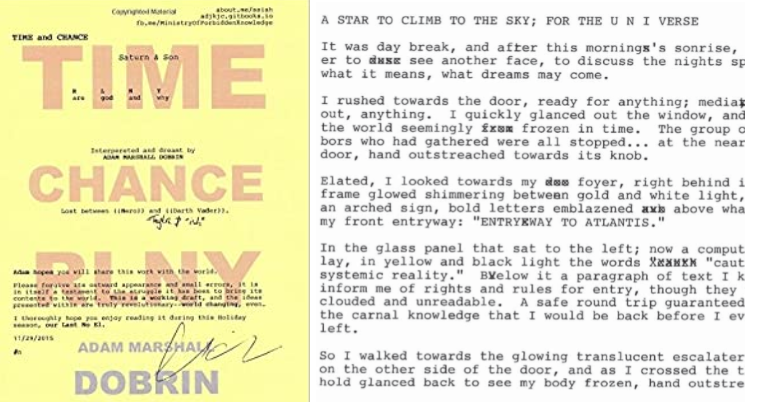 Copyrighted Material
about.me/ssiah
adjkjc.gitbooks.io
fb.me/MinistryOfForbiddenKnowledge
TIME and CHANCE
TIME
Saturn & Son
N L N Y
are god and why
Interperated and dreamt by
ADAM MARSHALL DOBRIN
CHANCE
Lost between ((Hero)) and ((Darth Vader)).
PLNY
Adam hopes you will share this work with the world.
Please forgive its outward appearance and small errors, it is
in itself a testament to the struggle it has been to bring its
contents to the world. This is a working draft, and the ideas
presented within are truly revolutionary..world changing, even.
I thoroughly hope you enjoy reading it during this Holiday
season, our Last No El.
11/29/2015
ADAM MARSHALL
DOBRIN
A STAR TO CLIMB TO THE SKY; FOR THE U N I VERSE
It was day break, and after this mornings's sonrise,
er to see another face, to discuss the nights sp
what it means, what dreams may come.
I rushed towards the door, ready for anything; media
out, anything. I quickly glanced out the window, and
the world seemingly frozen in time. The group o
bors who had gathered were all stopped... at the near
door, hand outstreached towards its knob.
Elated, I looked towards my foyer, right behind i
frame glowed shimmering between gold and white light,
an arched sign, bold letters emblazened above wha
my front entryway: "ENTRYWAY TO ATLANTIS."
In the glass panel that sat to the left; now a comput
lay, in yellow and black light the words "caut
systemic reality." Below it a paragraph of text I k
inform me of rights and rules for entry, though they
clouded and unreadable. A safe round trip guaranteed
the carnal knowledge that I would be back before I ev
left.
So I walked towards the glowing translucent escalater
on the other side of the door, and as I crossed the t
hold glanced back to see my body frozen, hand outstre